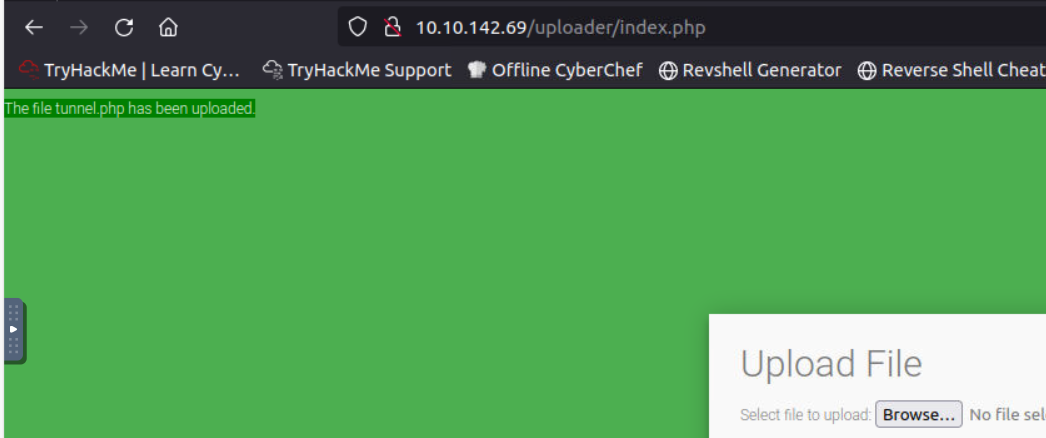 10.10.142.69/uploader/index.php
TryHackMe | Learn Cy... TryHackMe Support Offline CyberChef Revshell Generator Reverse Shell Cheat
The file tunnel.php has been uploaded.
Upload File
Select file to upload: Browse... No file sel